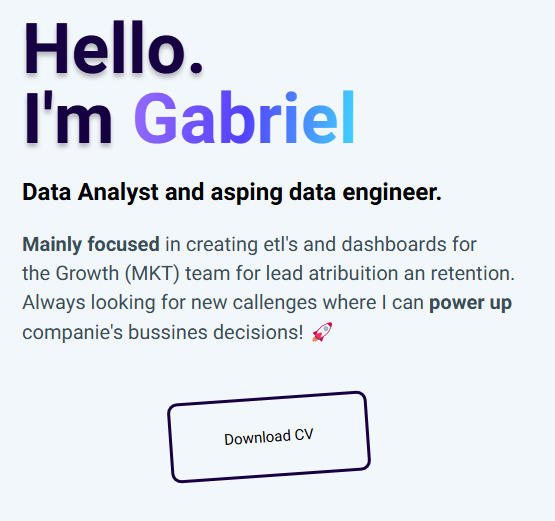 Hello.
I'm Gabriel
Data Analyst and asping data engineer.
Mainly focused in creating etl's and dashboards for
the Growth (MKT) team for lead atribuition an retention.
Always looking for new callenges where I can power up
companie's bussines decisions! 🚀
Download CV